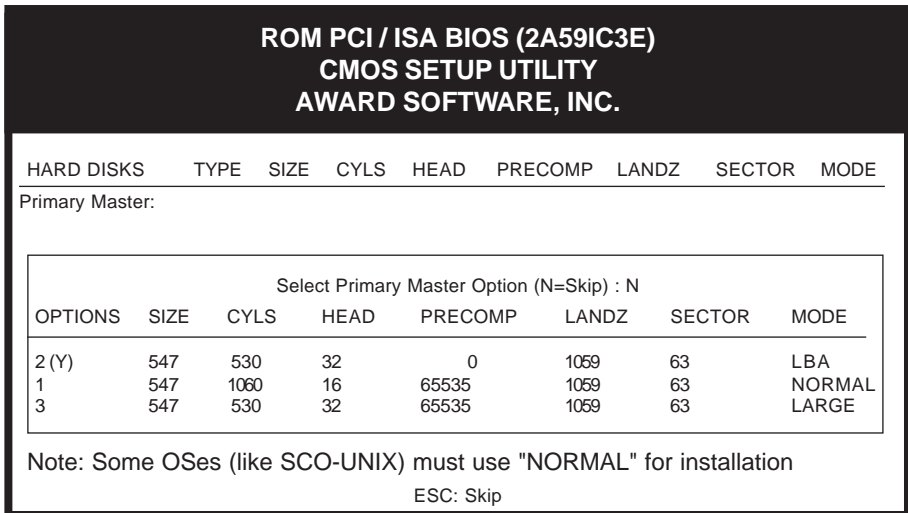 ROM PCI / ISA BIOS (2A59IC3E)
CMOS SETUP UTILITY
AWARD SOFTWARE, INC.
HARD DISKS TYPE SIZE CYLS HEAD PRECOMP LANDZ SECTOR MODE
Primary Master:
Select Primary Master Option (N=Skip) : N
OPTIONS SIZE CYLS HEAD PRECOMP LANDZ SECTOR MODE
2 (Y) 547 530 32 0 1059 63 LBA
1 547 1060 16 65535 1059 63 NORMAL
3 547 530 32 65535 1059 63 LARGE
Note: Some OSes (like SCO-UNIX) must use "NORMAL" for installation
ESC: Skip